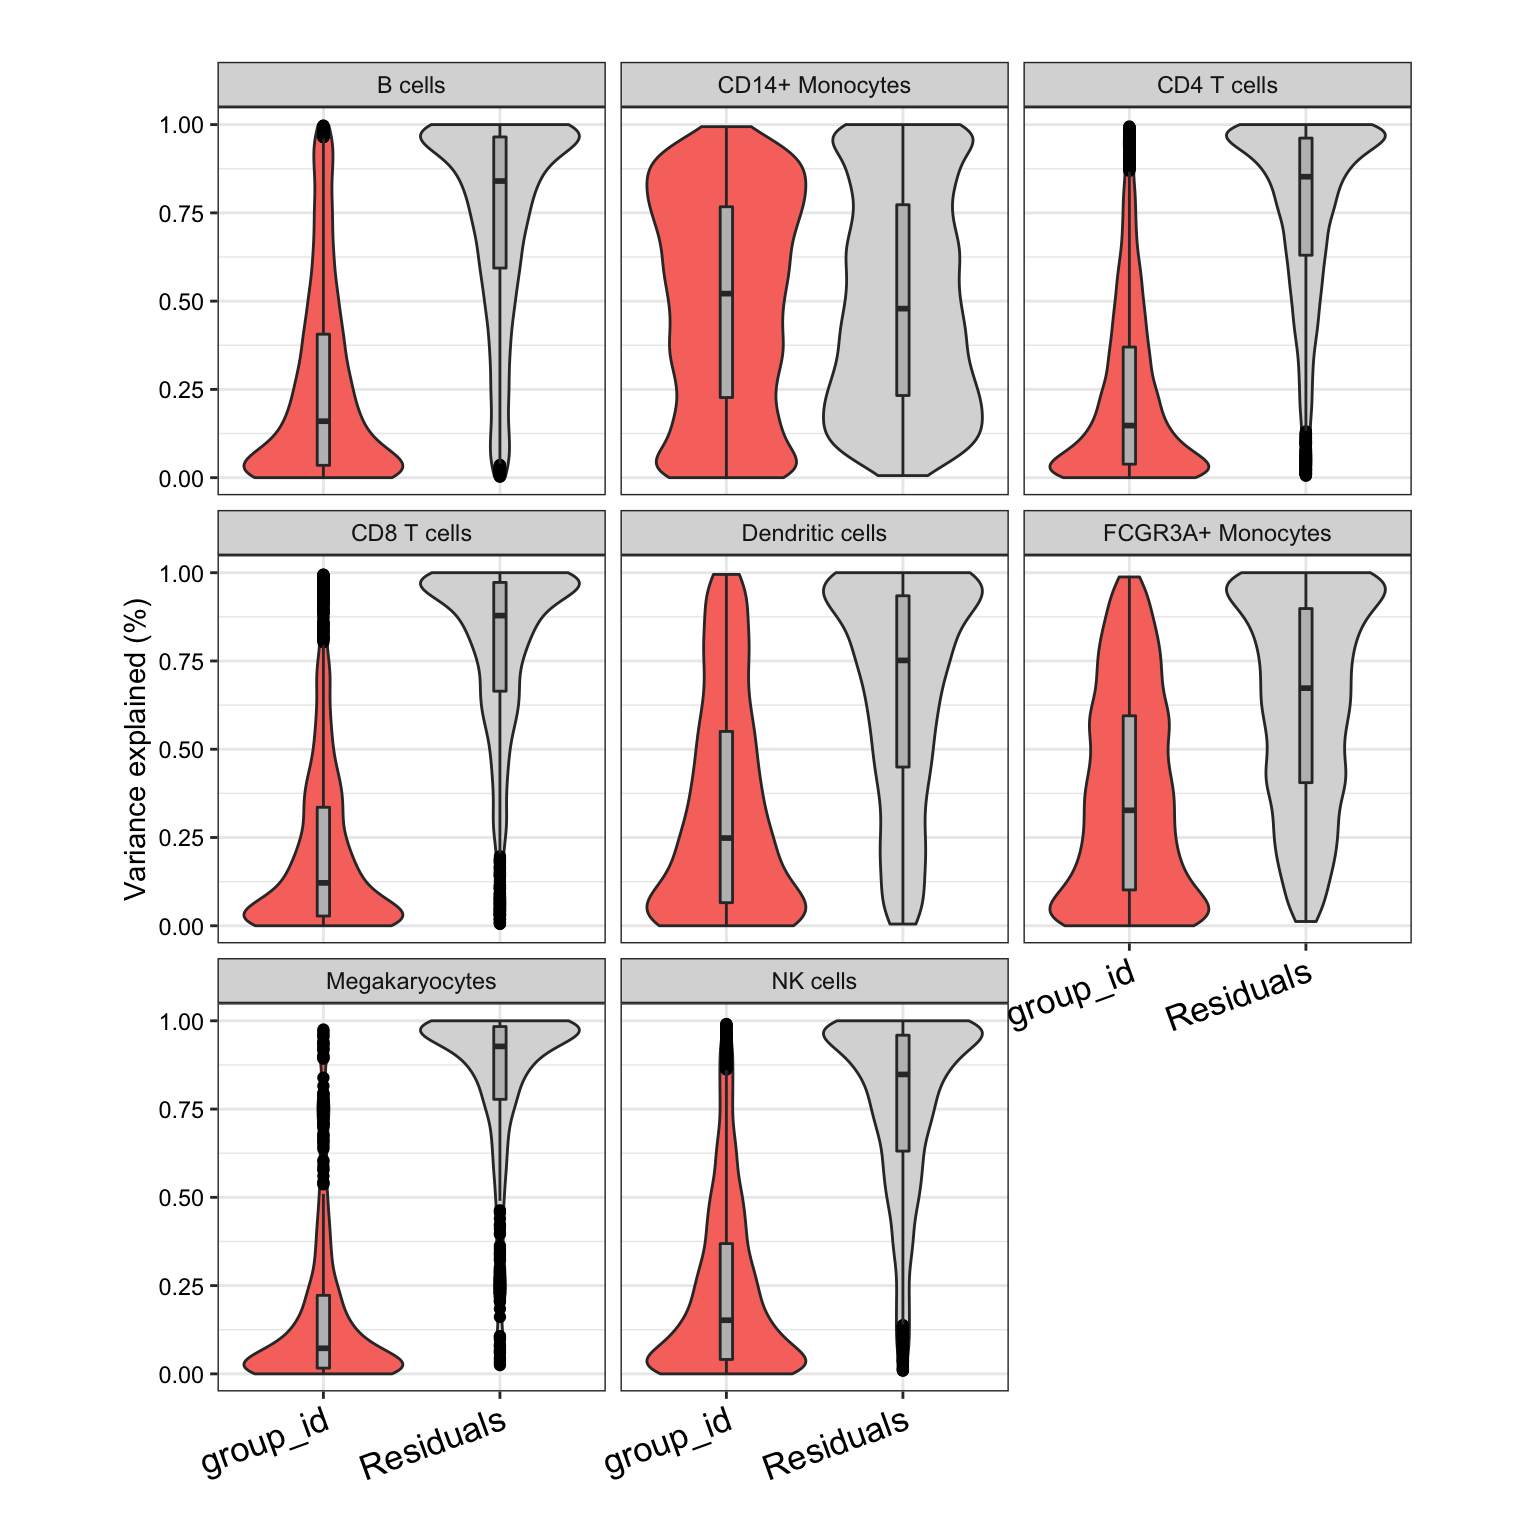 B cells
CD14+ Monocytes
CD4 T cells
1.00
0.75
0.50
0.25
0.00
CD8 T cells
Dendritic cells
FCGR3A+ Monocytes
1.00
0.75
0.50
0.25
0.00
Variance explained (%)
group_id
Residuals
Megakaryocytes
NK cells
1.00
0.75
0.50
0.25
0.00
group_id
Residuals
group_id
Residuals